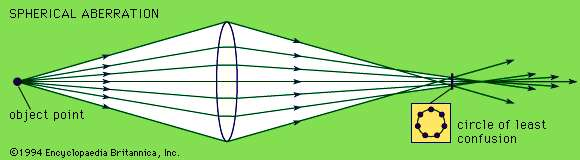 SPHERICAL ABERRATION
object point
circle of least
confusion
©1994 Encyclopaedia Britannica, Inc.